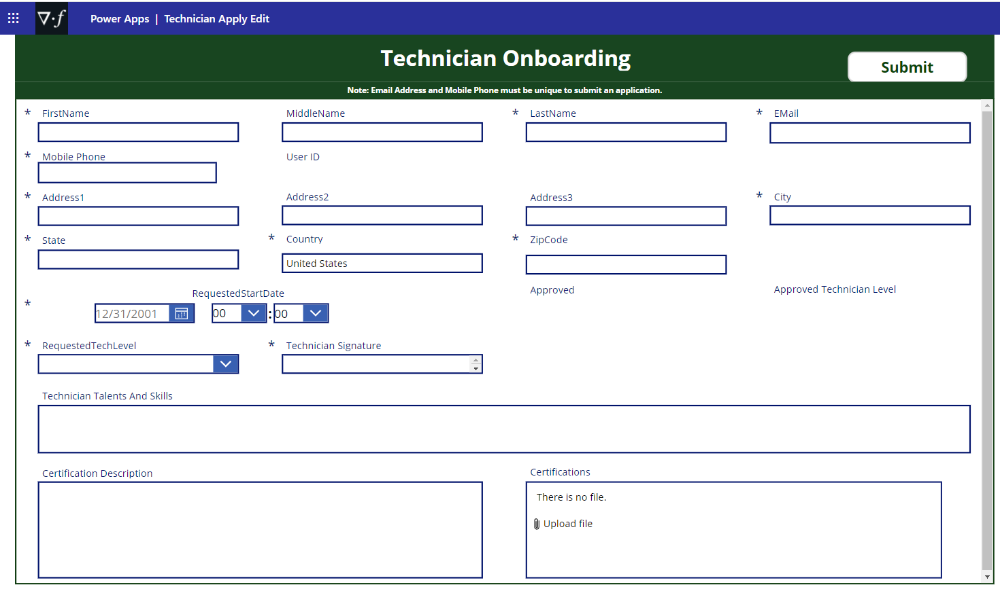 ∇·f
Power Apps | Technician Apply Edit
Technician Onboarding
Submit
Note: Email Address and Mobile Phone must be unique to submit an application.
* FirstName
MiddleName
* LastName
* EMail
* Mobile Phone
User ID
* Address1
Address2
Address3
* City
* State
* Country
* ZipCode
United States
RequestedStartDate
Approved
Approved Technician Level
*
12/31/2001
00 : 00
* RequestedTechLevel
* Technician Signature
Technician Talents And Skills
Certification Description
Certifications
There is no file.
Upload file